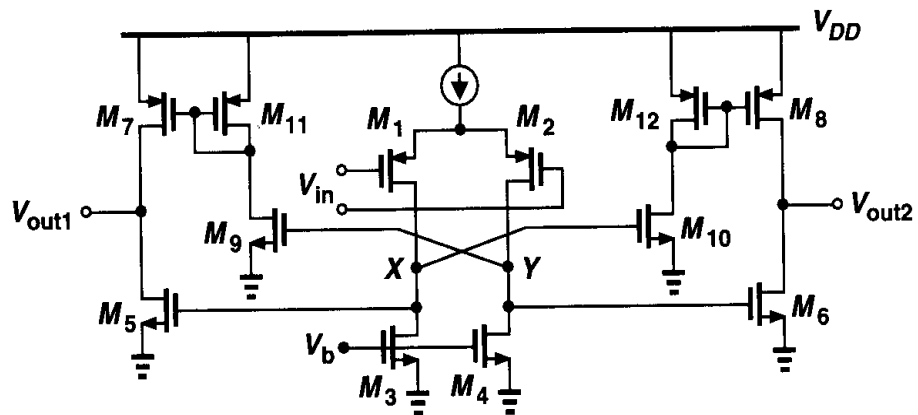 V_DD
M_7 M_11 M_1 M_2 M_12 M_8
V_in
V_out1 M_9 M_10 V_out2
X Y
M_5 M_6
V_b
M_3 M_4